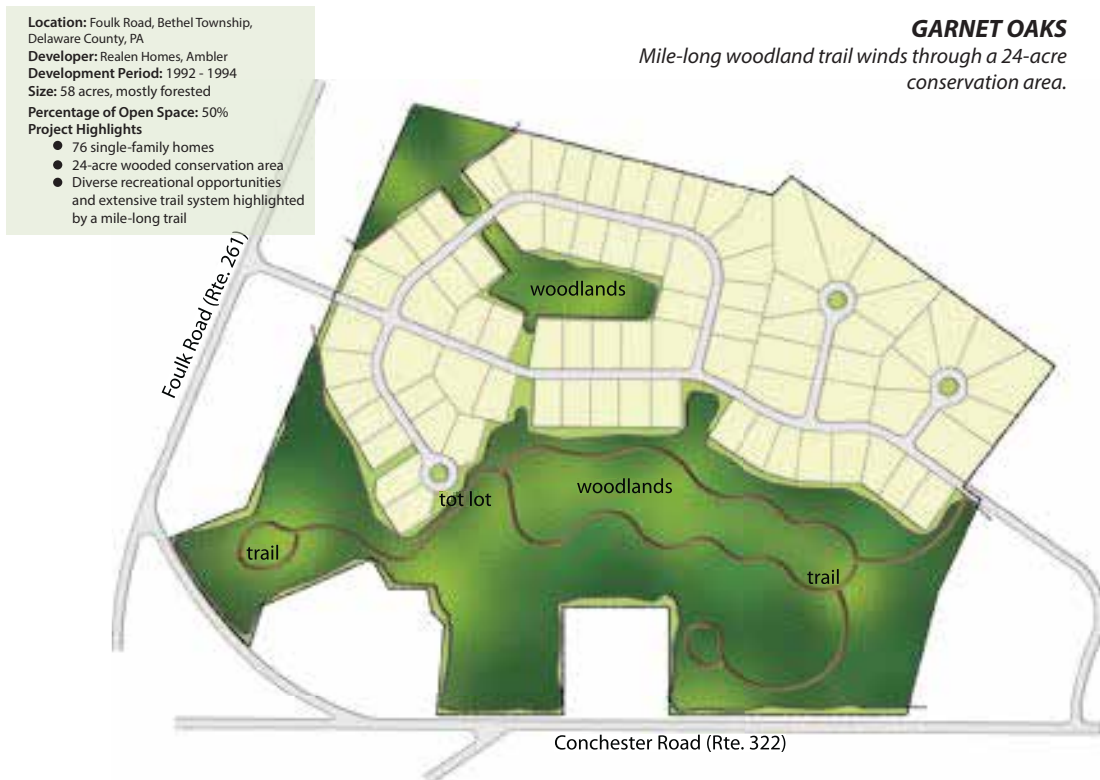 Location: Foulk Road, Bethel Township,
Delaware County, PA
Developer: Realen Homes, Ambler
Development Period: 1992 - 1994
Size: 58 acres, mostly forested
Percentage of Open Space: 50%
Project Highlights
● 76 single-family homes
● 24-acre wooded conservation area
● Diverse recreational opportunities
and extensive trail system highlighted
by a mile-long trail
GARNET OAKS
Mile-long woodland trail winds through a 24-acre
conservation area.
Foulk Road (Rte. 261)
woodlands
tot lot
woodlands
trail
trail
Conchester Road (Rte. 322)